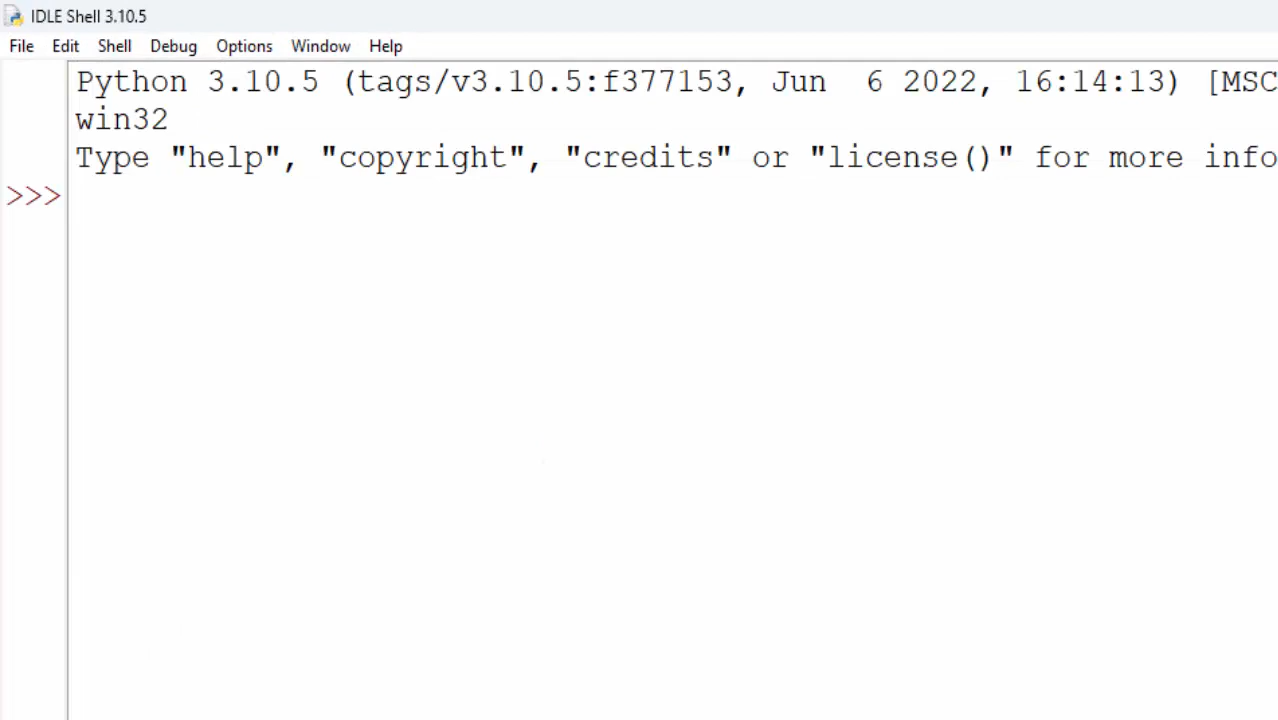 IDLE Shell 3.10.5
File Edit Shell Debug Options Window Help
Python 3.10.5 (tags/v3.10.5:f377153, Jun  6 2022, 16:14:13) [MSC
win32
Type "help", "copyright", "credits" or "license()" for more info
>>>